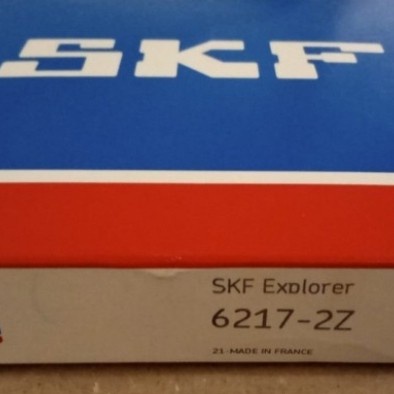 SKF
SKF Explorer
6217-2Z
21-MADE IN FRANCE